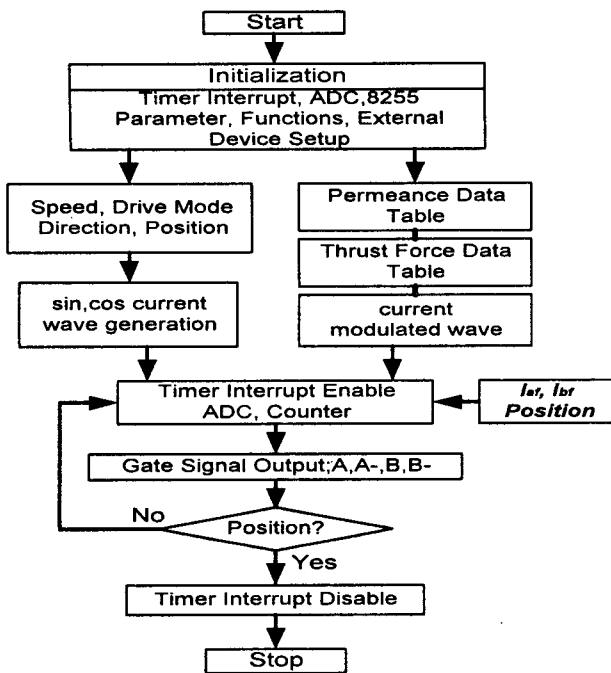 Start
Initialization
Timer Interrupt, ADC,8255
Parameter, Functions, External
Device Setup
Speed, Drive Mode
Direction, Position
Permeance Data
Table
Thrust Force Data
Table
sin,cos current
wave generation
current
modulated wave
Timer Interrupt Enable
ADC, Counter
Iaf, Ibf
Position
Gate Signal Output;A,A-,B,B-
No
Position?
Yes
Timer Interrupt Disable
Stop